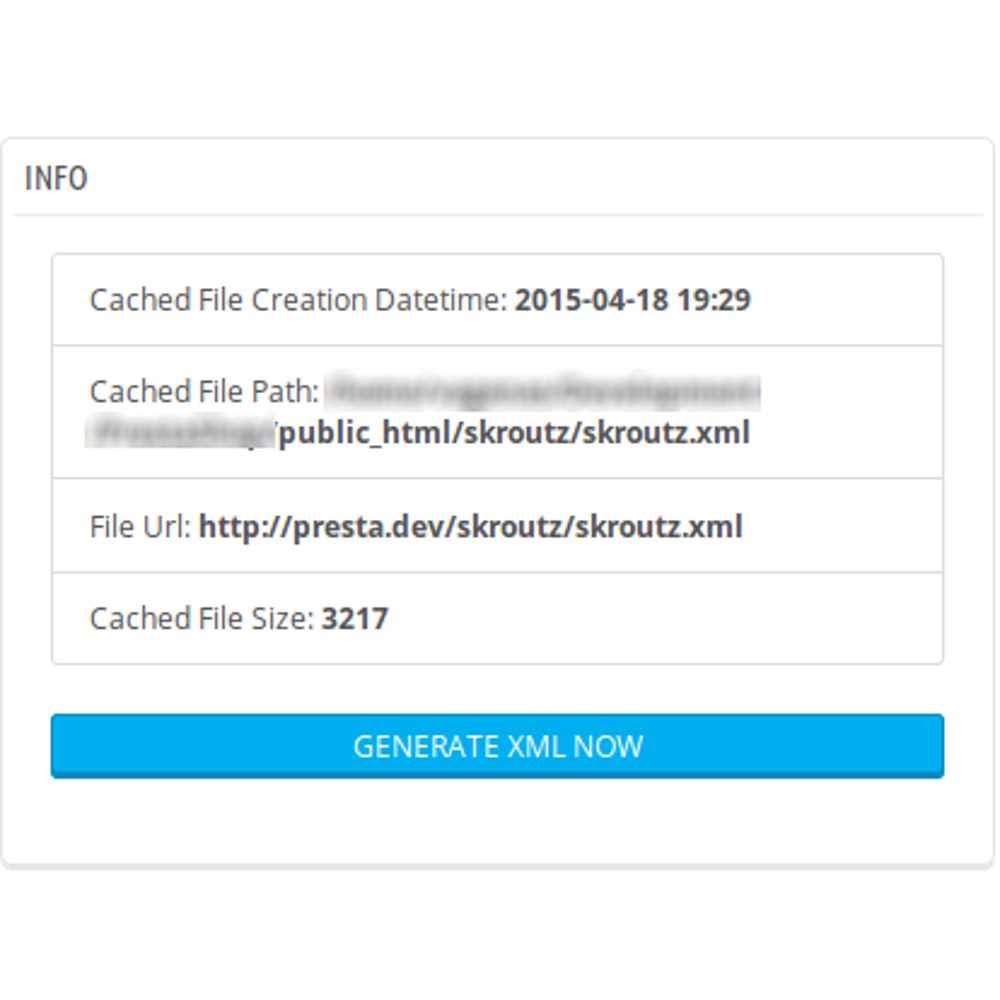 INFO
Cached File Creation Datetime: 2015-04-18 19:29
Cached File Path:
/public_html/skroutz/skroutz.xml
File Url: http://presta.dev/skroutz/skroutz.xml
Cached File Size: 3217
GENERATE XML NOW